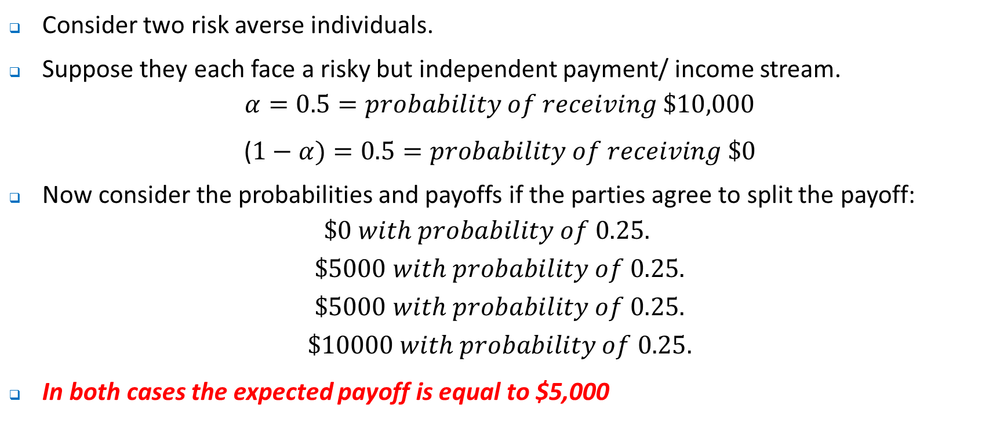 Consider two risk averse individuals.
Suppose they each face a risky but independent payment/ income stream.
α = 0.5 = probability of receiving $10,000
(1 − α) = 0.5 = probability of receiving $0
Now consider the probabilities and payoffs if the parties agree to split the payoff:
$0 with probability of 0.25.
$5000 with probability of 0.25.
$5000 with probability of 0.25.
$10000 with probability of 0.25.
In both cases the expected payoff is equal to $5,000